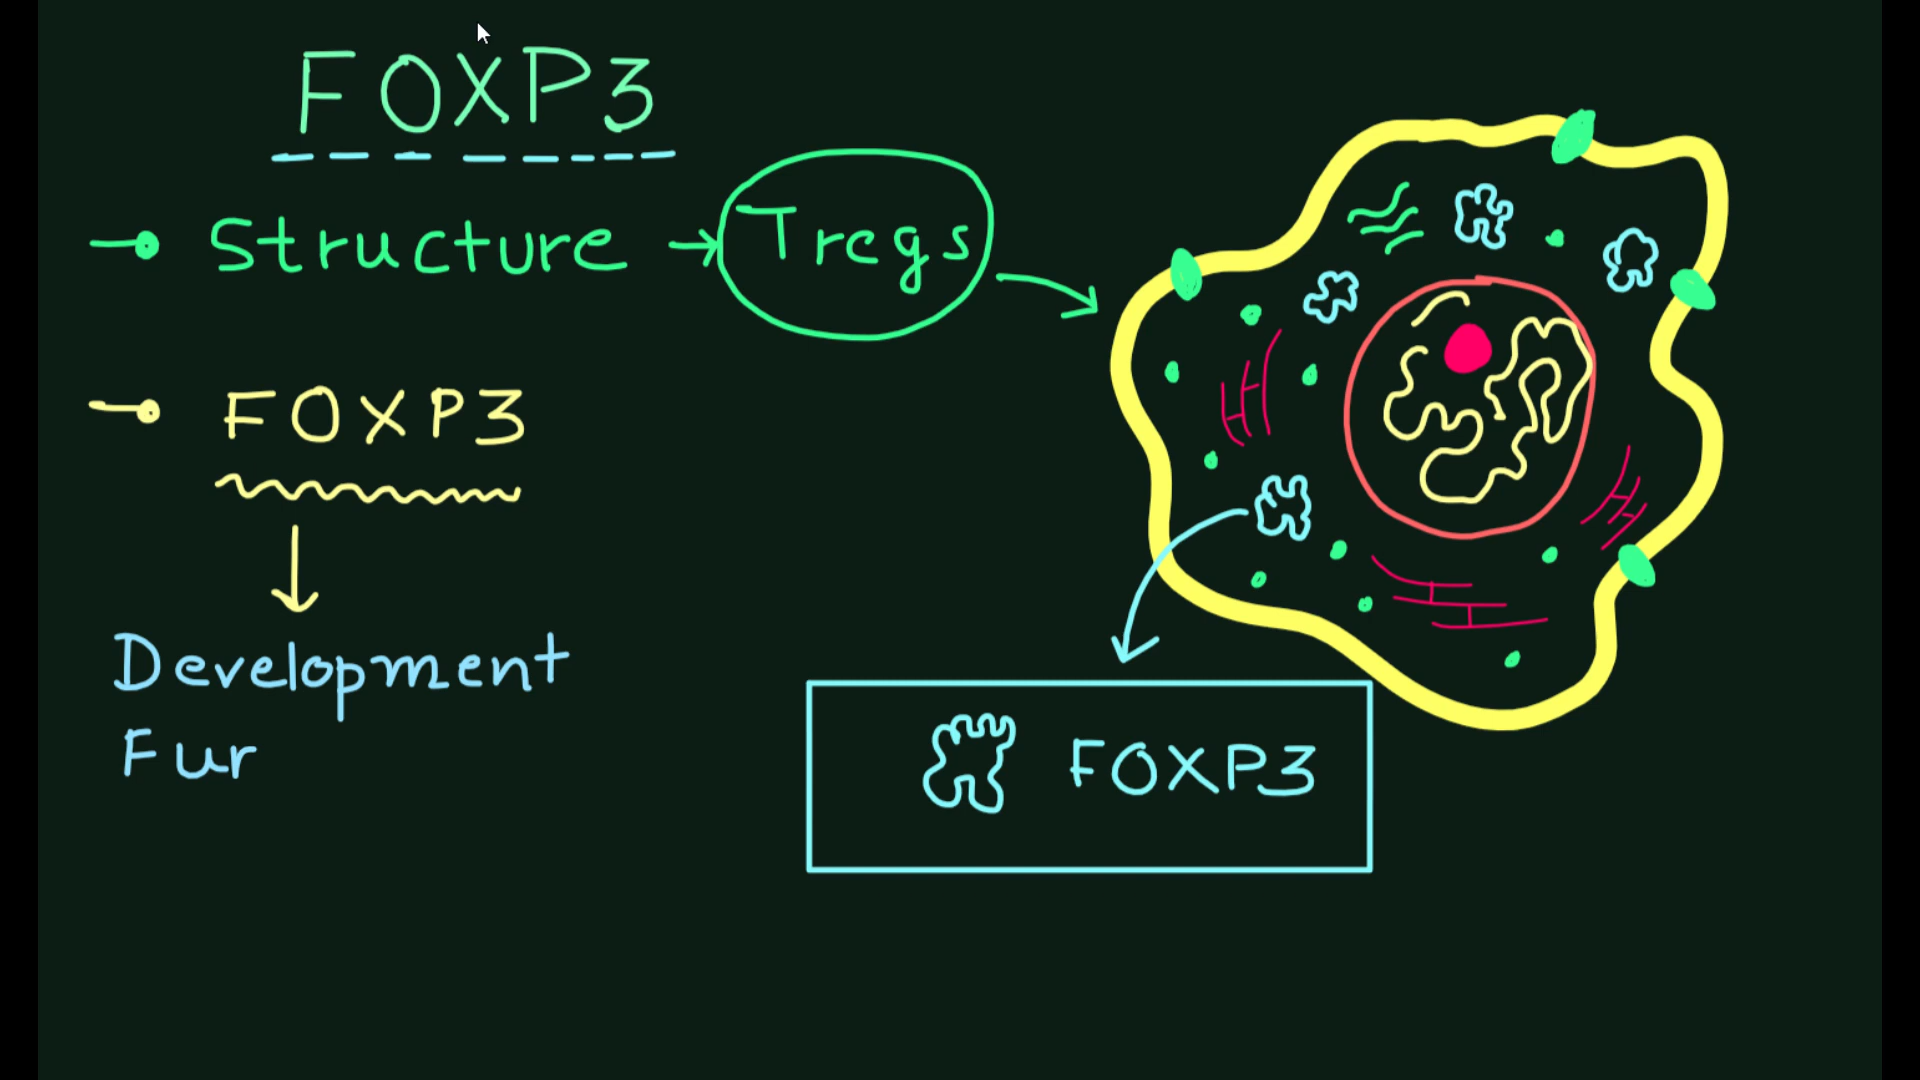 FOXP3
Structure → Tregs
FOXP3
Development
Fur
FOXP3